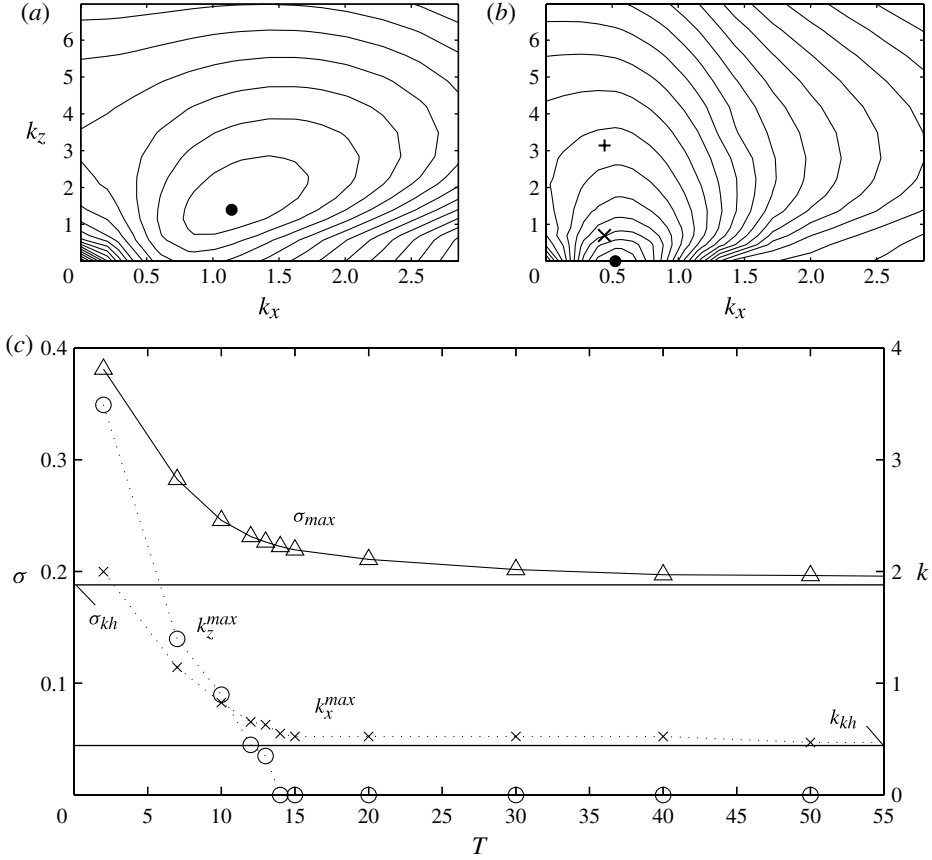 (a) (b)
6 6
5 5
4 4
k_z
3 3
2 2
1 1
0 0.5 1.0 1.5 2.0 2.5 0 0.5 1.0 1.5 2.0 2.5
k_x k_x
(c) 0.4 4
0.4 3
σ_max
σ 0.2 2 k
σ_kh
k_z^max
0.1 1
k_x^max k_kh
0 5 10 15 20 25 30 35 40 45 50 55 0
T